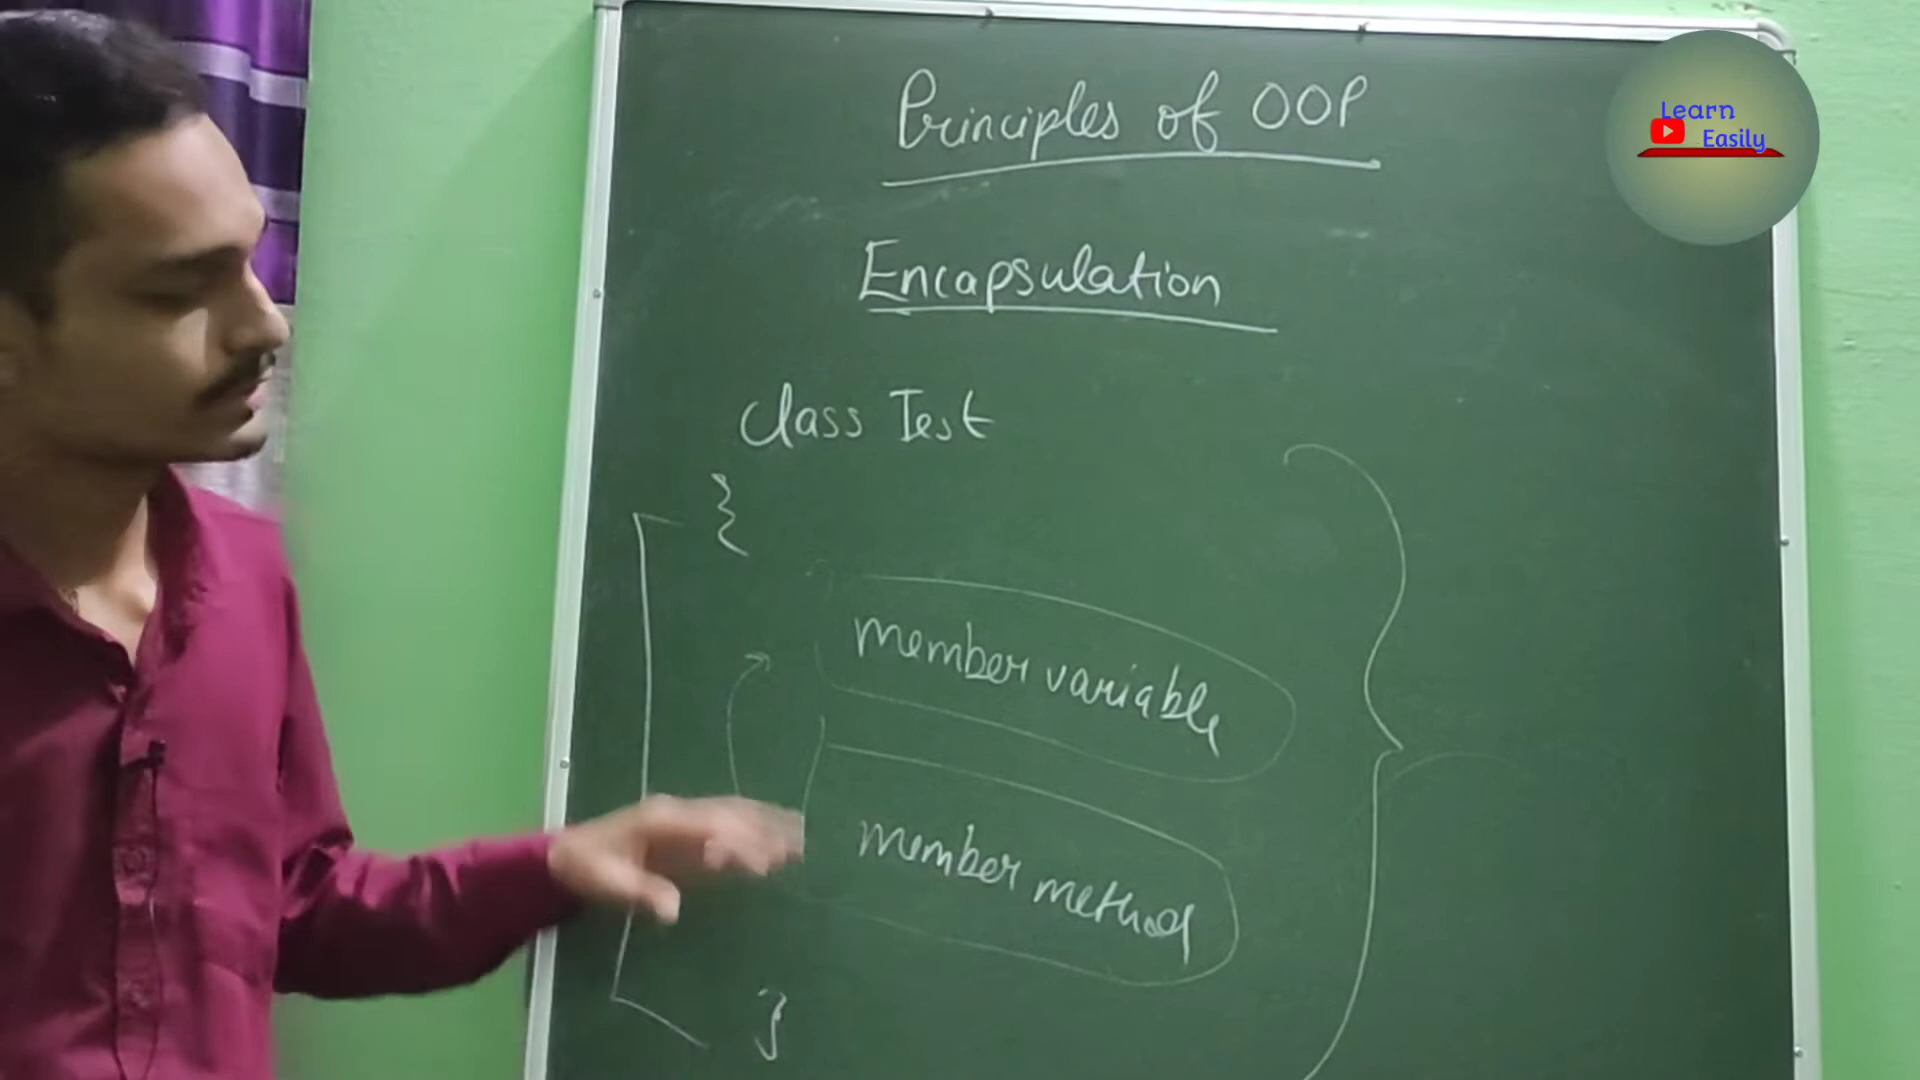 Principles of OOP
Learn
Easily
Encapsulation
Class Test
{
member variable
member method
}